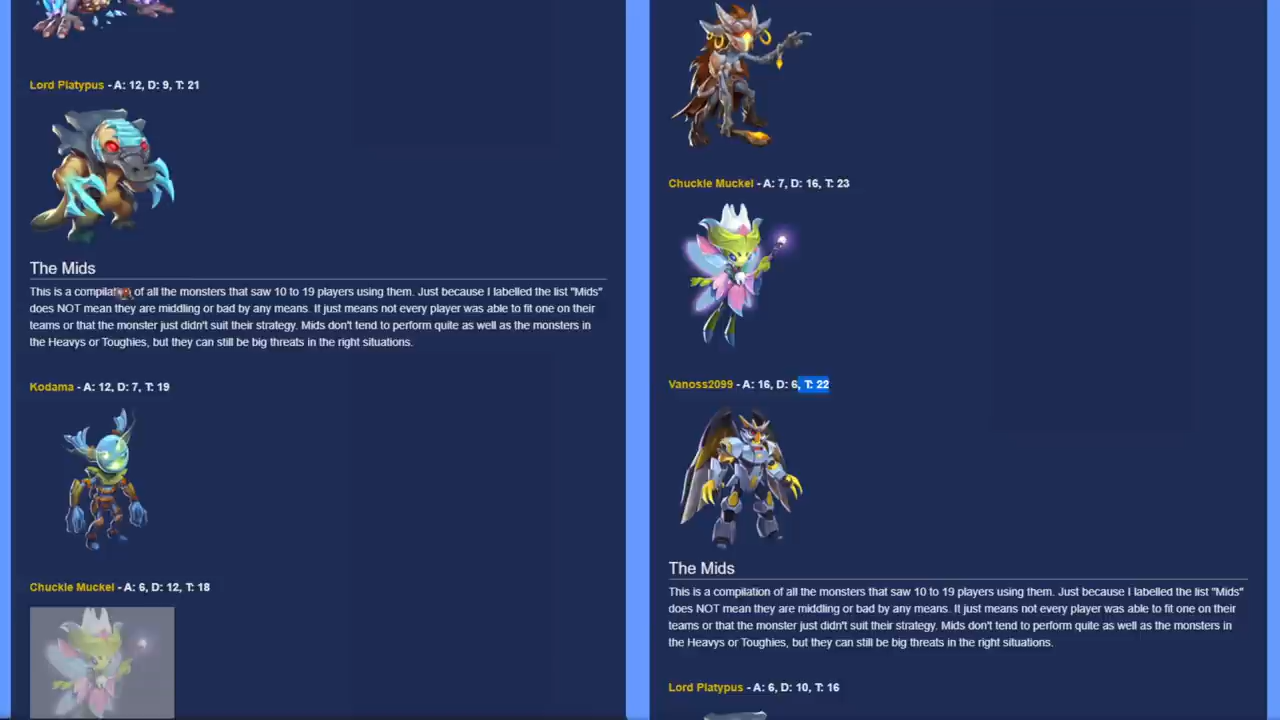 Lord Platypus - A: 12, D: 9, T: 21
The Mids
This is a compilation of all the monsters that saw 10 to 19 players using them. Just because I labelled the list "Mids"
does NOT mean they are middling or bad by any means. It just means not every player was able to fit one on their
teams or that the monster just didn't suit their strategy. Mids don't tend to perform quite as well as the monsters in
the Heavys or Toughies, but they can still be big threats in the right situations.
Kodama - A: 12, D: 7, T: 19
Chuckle Muckel - A: 6, D: 12, T: 18
Chuckle Muckel - A: 7, D: 16, T: 23
Vanoss2099 - A: 16, D: 6, T: 22
The Mids
This is a compilation of all the monsters that saw 10 to 19 players using them. Just because I labelled the list "Mids"
does NOT mean they are middling or bad by any means. It just means not every player was able to fit one on their
teams or that the monster just didn't suit their strategy. Mids don't tend to perform quite as well as the monsters in
the Heavys or Toughies, but they can still be big threats in the right situations.
Lord Platypus - A: 6, D: 10, T: 16